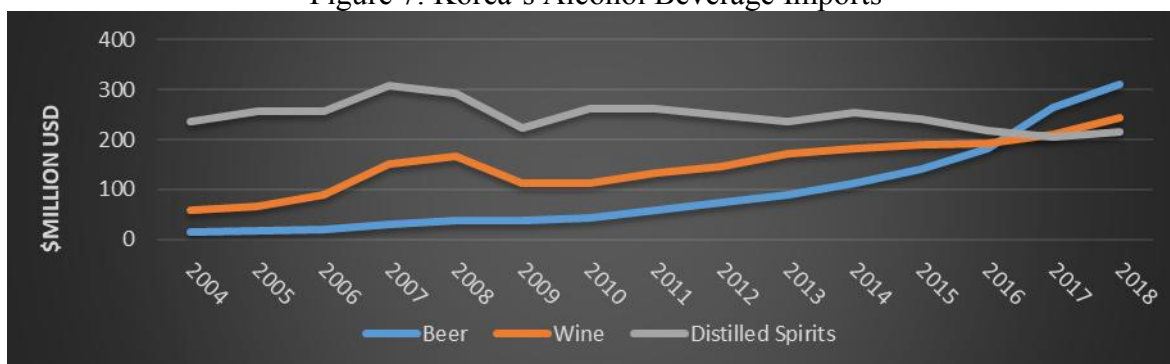 Figure 7: Korea's Alcohol Beverage Imports
400
300
200
100
0
$MILLION USD
2004 2005 2006 2007 2008 2009 2010 2011 2012 2013 2014 2015 2016 2017 2018
Beer Wine Distilled Spirits